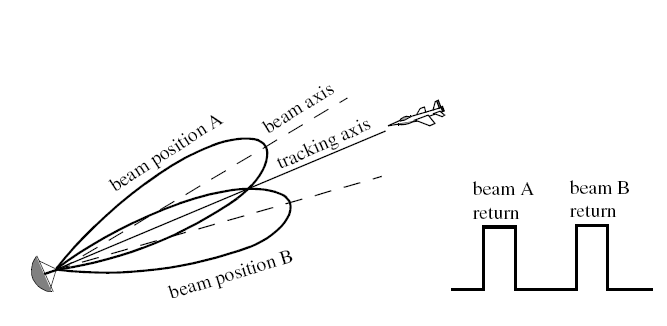 beam position A
beam axis
tracking axis
beam position B
beam A
return
beam B
return